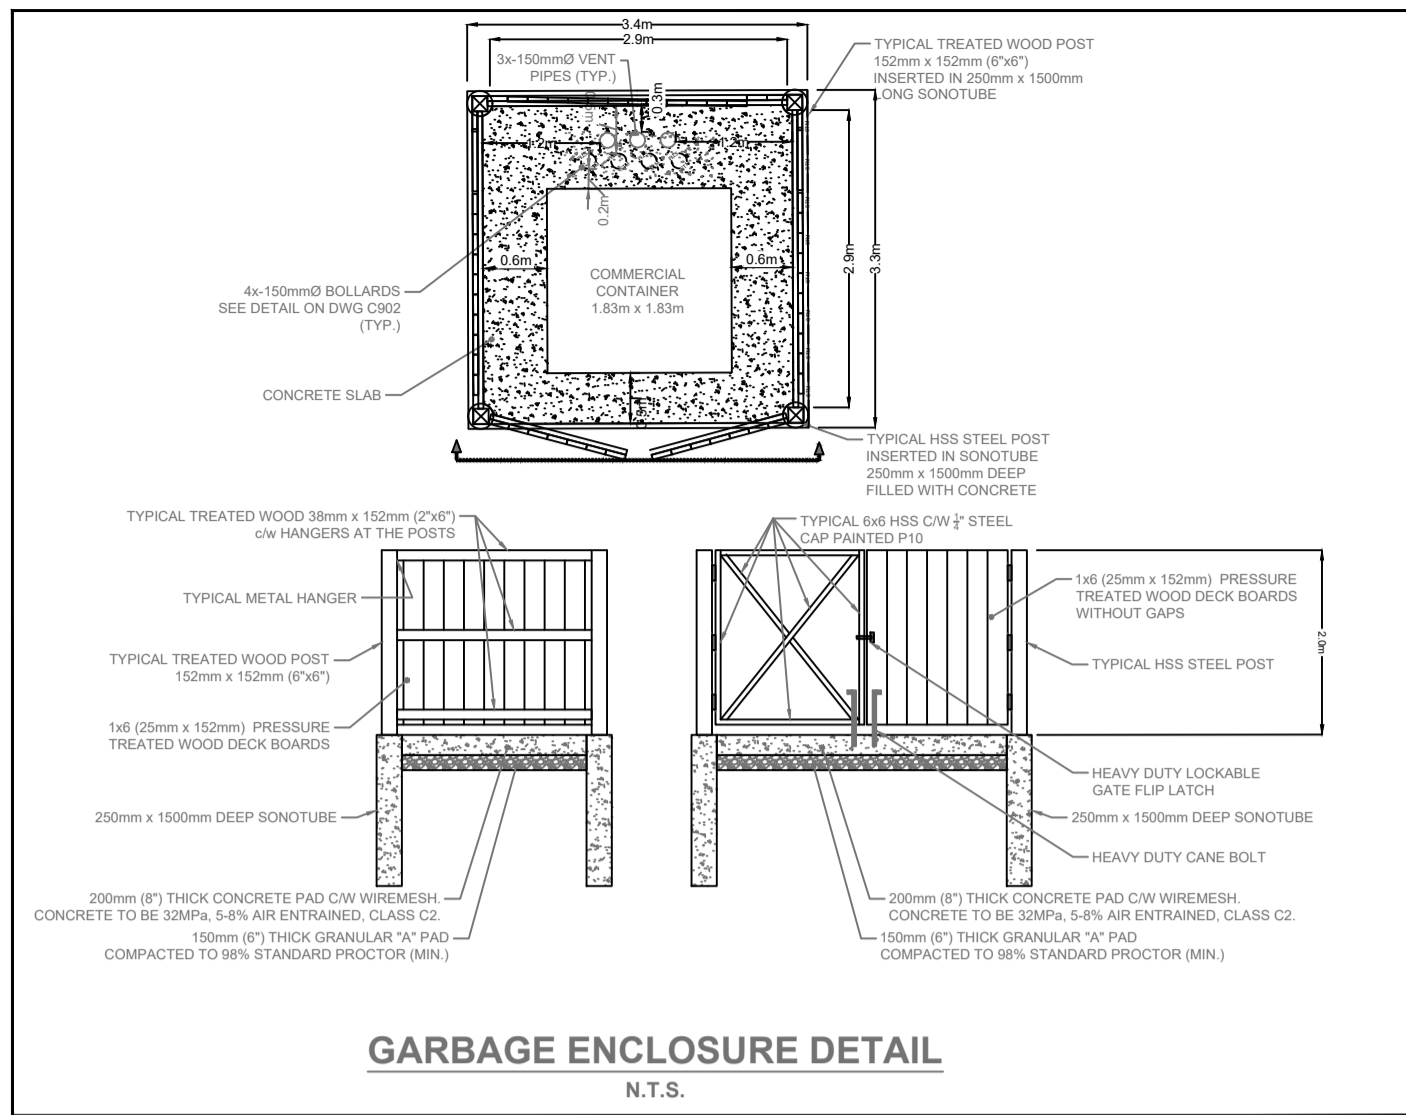 3.4m
2.9m
3x-150mmØ VENT
PIPES (TYP.)
0.3m
TYPICAL TREATED WOOD POST
152mm x 152mm (6"x6")
INSERTED IN 250mm x 1500mm
LONG SONOTUBE
1.2m
1.2m
0.2m
0.6m
0.6m
2.9m
3.3m
COMMERCIAL
CONTAINER
1.83m x 1.83m
4x-150mmØ BOLLARDS
SEE DETAIL ON DWG C902
(TYP.)
CONCRETE SLAB
TYPICAL HSS STEEL POST
INSERTED IN SONOTUBE
250mm x 1500mm DEEP
FILLED WITH CONCRETE
TYPICAL TREATED WOOD 38mm x 152mm (2"x6")
c/w HANGERS AT THE POSTS
TYPICAL METAL HANGER
TYPICAL TREATED WOOD POST
152mm x 152mm (6"x6")
1x6 (25mm x 152mm) PRESSURE
TREATED WOOD DECK BOARDS
250mm x 1500mm DEEP SONOTUBE
200mm (8") THICK CONCRETE PAD C/W WIREMESH.
CONCRETE TO BE 32MPa, 5-8% AIR ENTRAINED, CLASS C2.
150mm (6") THICK GRANULAR "A" PAD
COMPACTED TO 98% STANDARD PROCTOR (MIN.)
TYPICAL 6x6 HSS C/W 1/4" STEEL
CAP PAINTED P10
1x6 (25mm x 152mm) PRESSURE
TREATED WOOD DECK BOARDS
WITHOUT GAPS
2.0m
TYPICAL HSS STEEL POST
HEAVY DUTY LOCKABLE
GATE FLIP LATCH
250mm x 1500mm DEEP SONOTUBE
HEAVY DUTY CANE BOLT
200mm (8") THICK CONCRETE PAD C/W WIREMESH.
CONCRETE TO BE 32MPa, 5-8% AIR ENTRAINED, CLASS C2.
150mm (6") THICK GRANULAR "A" PAD
COMPACTED TO 98% STANDARD PROCTOR (MIN.)
GARBAGE ENCLOSURE DETAIL
N.T.S.